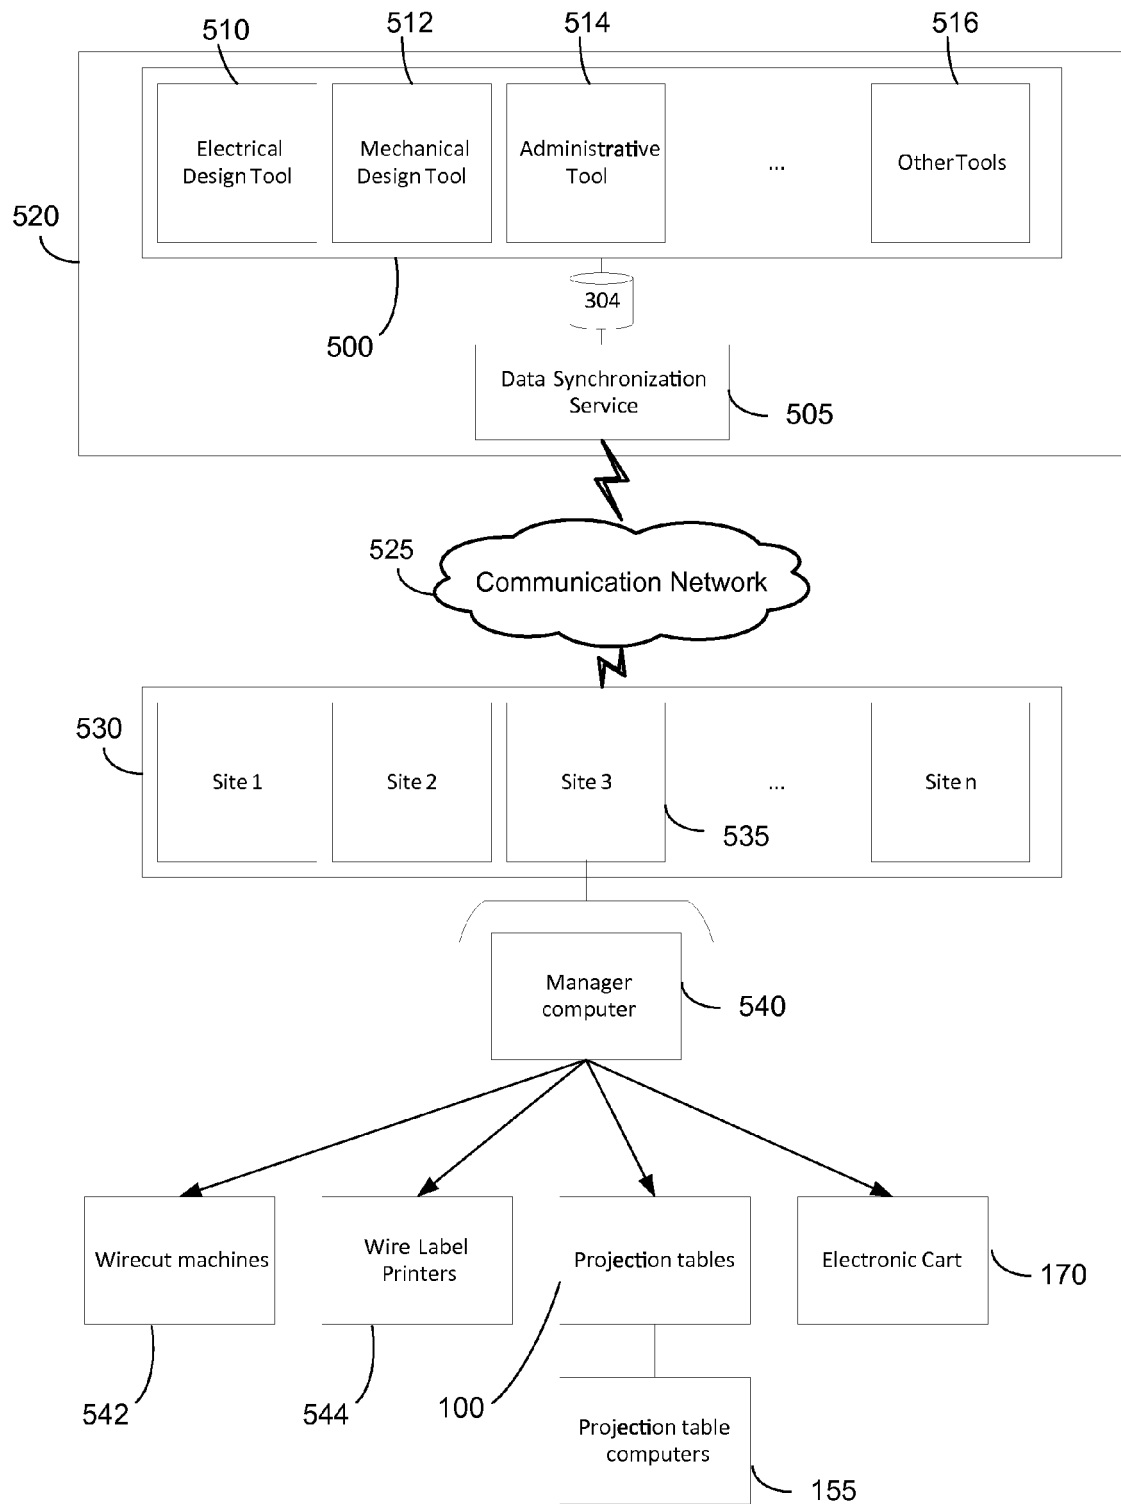 510
512
514
516
Electrical
Design Tool
Mechanical
Design Tool
Administrative
Tool
...
OtherTools
520
500
304
Data Synchronization
Service
505
525
Communication Network
530
Site 1
Site 2
Site 3
...
Site n
535
Manager
computer
540
Wirecut machines
Wire Label
Printers
Projection tables
Electronic Cart
170
542
544
100
Projection table
computers
155